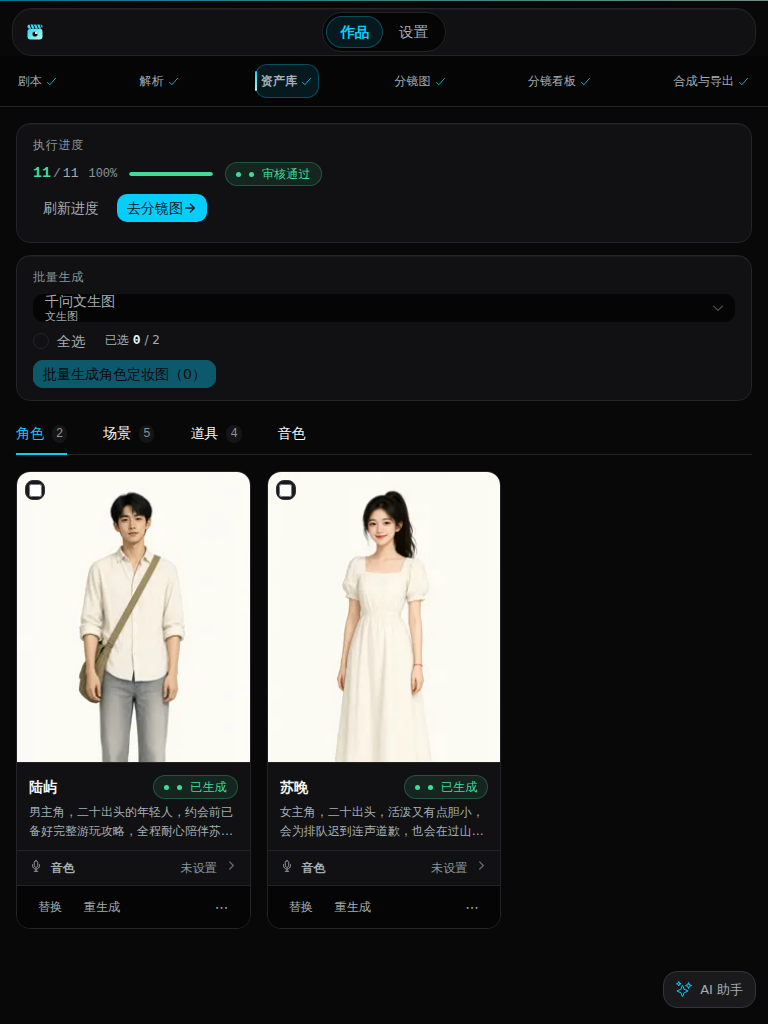 作品 设置
剧本 解析 资产库 分镜图 分镜看板 合成与导出
执行进度
11/11 100% 审核通过
刷新进度 去分镜图
批量生成
千问文生图
文生图
全选 已选 0 / 2
批量生成角色定妆图（0）
角色 2 场景 5 道具 4 音色
陆屿 已生成
男主角，二十出头的年轻人，约会前已
备好完整游玩攻略，全程耐心陪伴苏…
音色 未设置
替换 重生成 ···
苏晚 已生成
女主角，二十出头，活泼又有点胆小，
会为排队迟到连声道歉，也会在过山…
音色 未设置
替换 重生成 ···
AI 助手